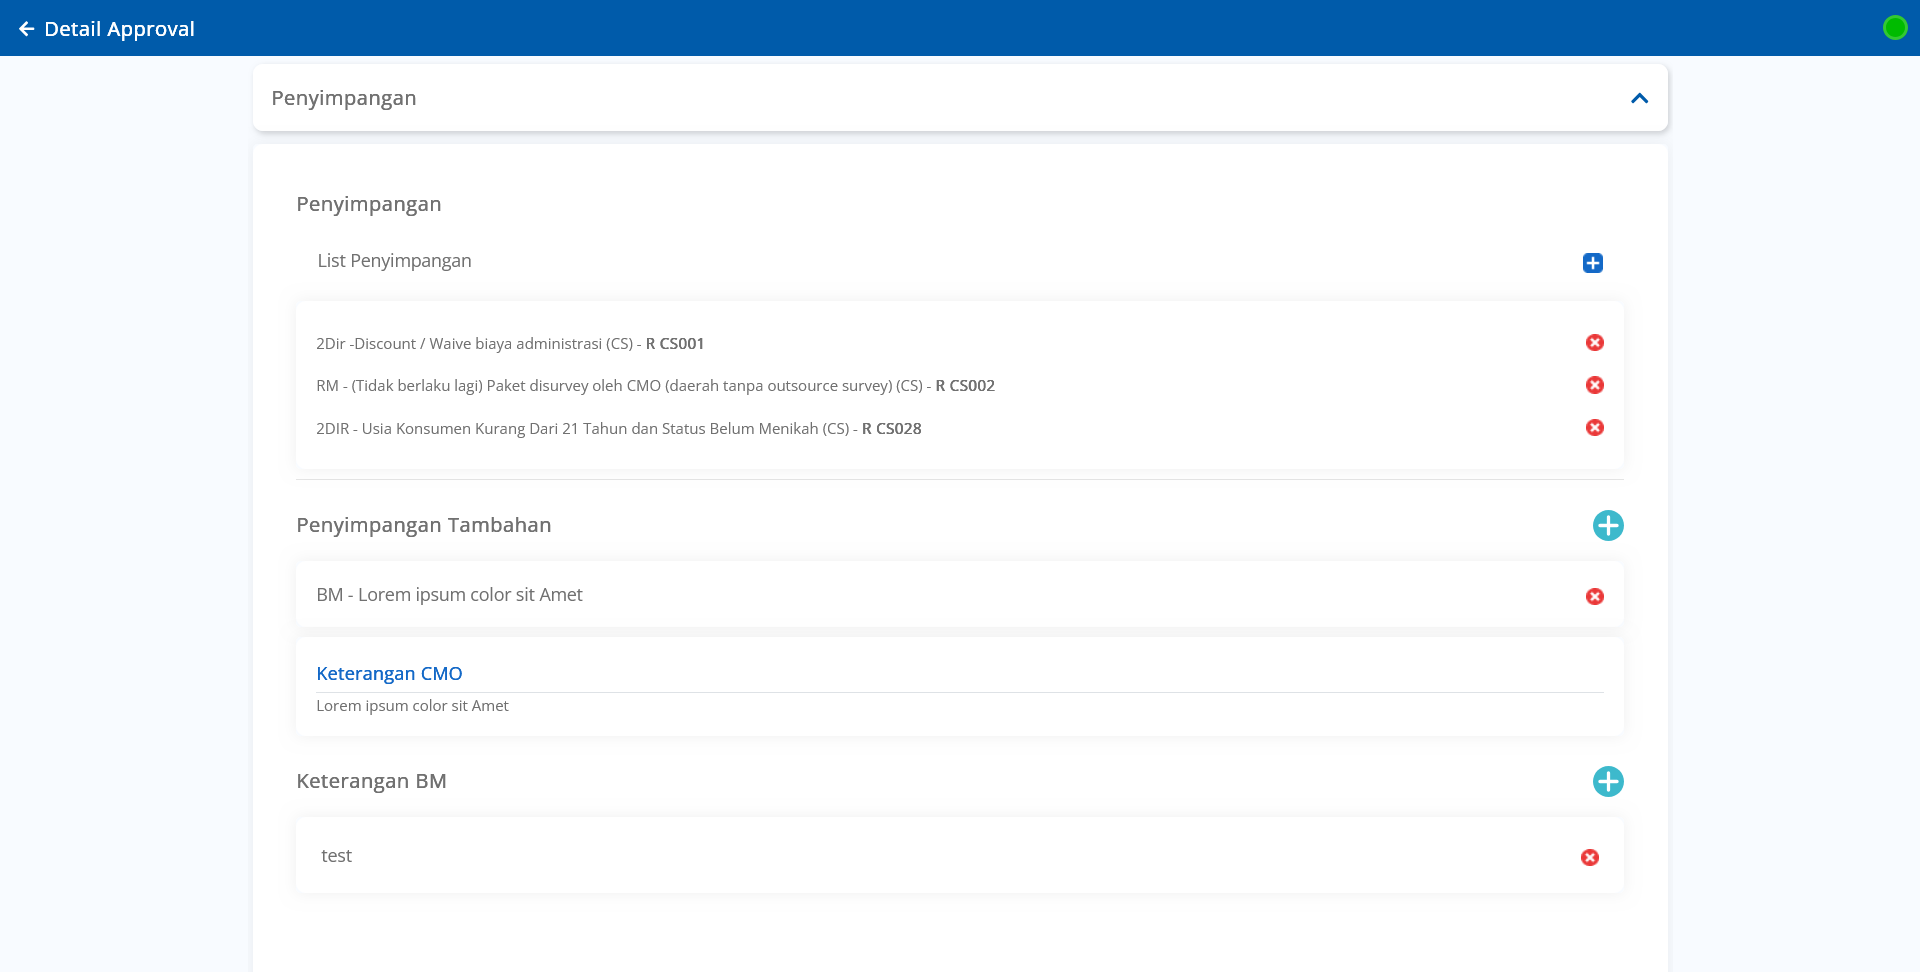 Detail Approval
Penyimpangan
Penyimpangan
List Penyimpangan
2Dir -Discount / Waive biaya administrasi (CS) - R CS001
RM - (Tidak berlaku lagi) Paket disurvey oleh CMO (daerah tanpa outsource survey) (CS) - R CS002
2DIR - Usia Konsumen Kurang Dari 21 Tahun dan Status Belum Menikah (CS) - R CS028
Penyimpangan Tambahan
BM - Lorem ipsum color sit Amet
Keterangan CMO
Lorem ipsum color sit Amet
Keterangan BM
test